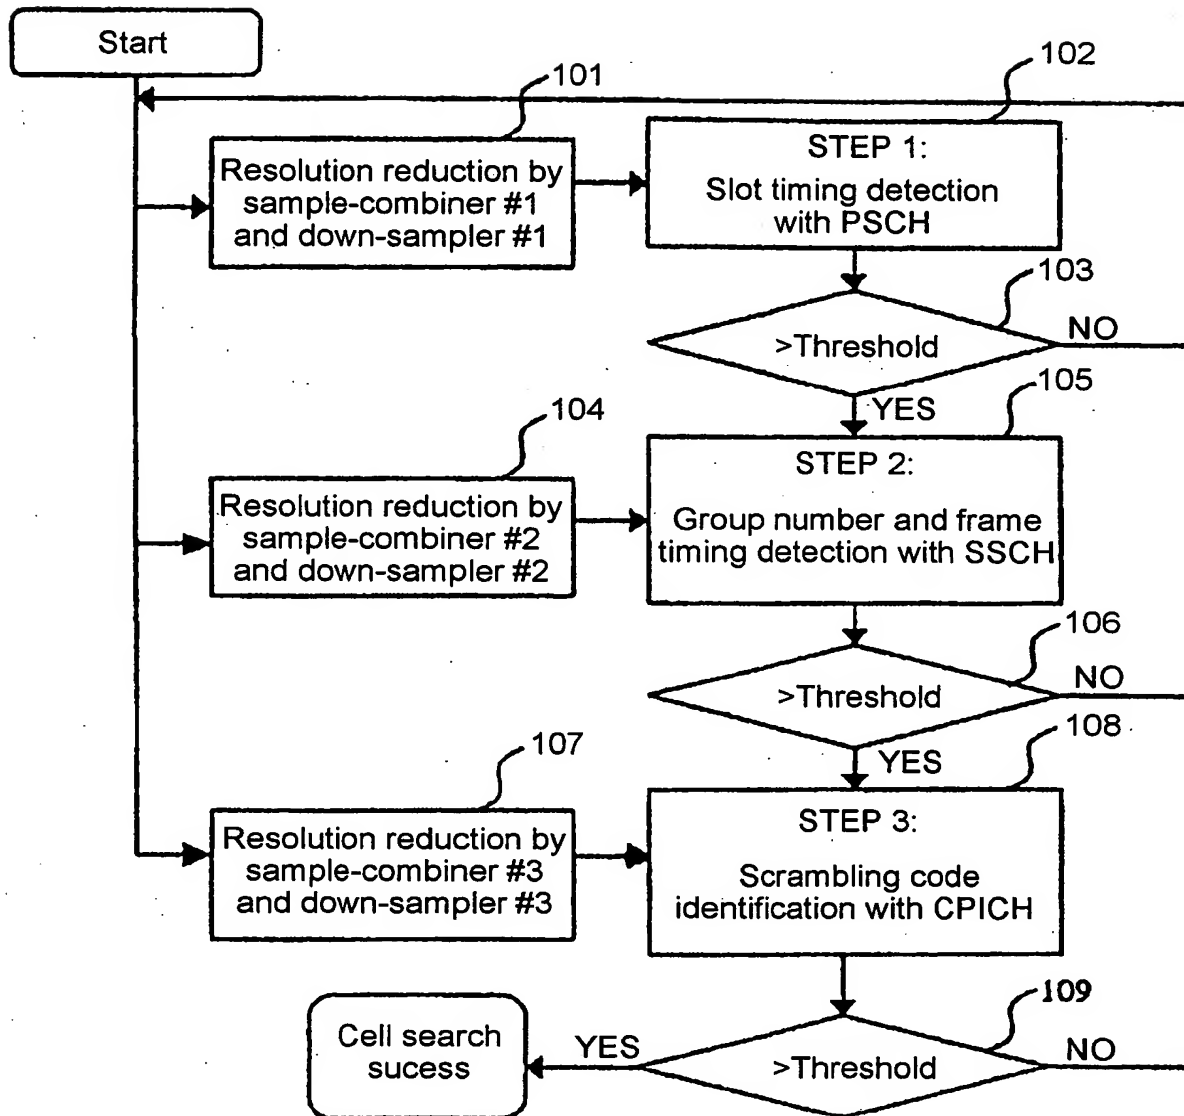 Start
101
102
Resolution reduction by
sample-combiner #1
and down-sampler #1
STEP 1:
Slot timing detection
with PSCH
103
>Threshold
NO
YES
104
105
Resolution reduction by
sample-combiner #2
and down-sampler #2
STEP 2:
Group number and frame
timing detection with SSCH
106
>Threshold
NO
YES
107
108
Resolution reduction by
sample-combiner #3
and down-sampler #3
STEP 3:
Scrambling code
identification with CPICH
109
Cell search
sucess
YES
>Threshold
NO